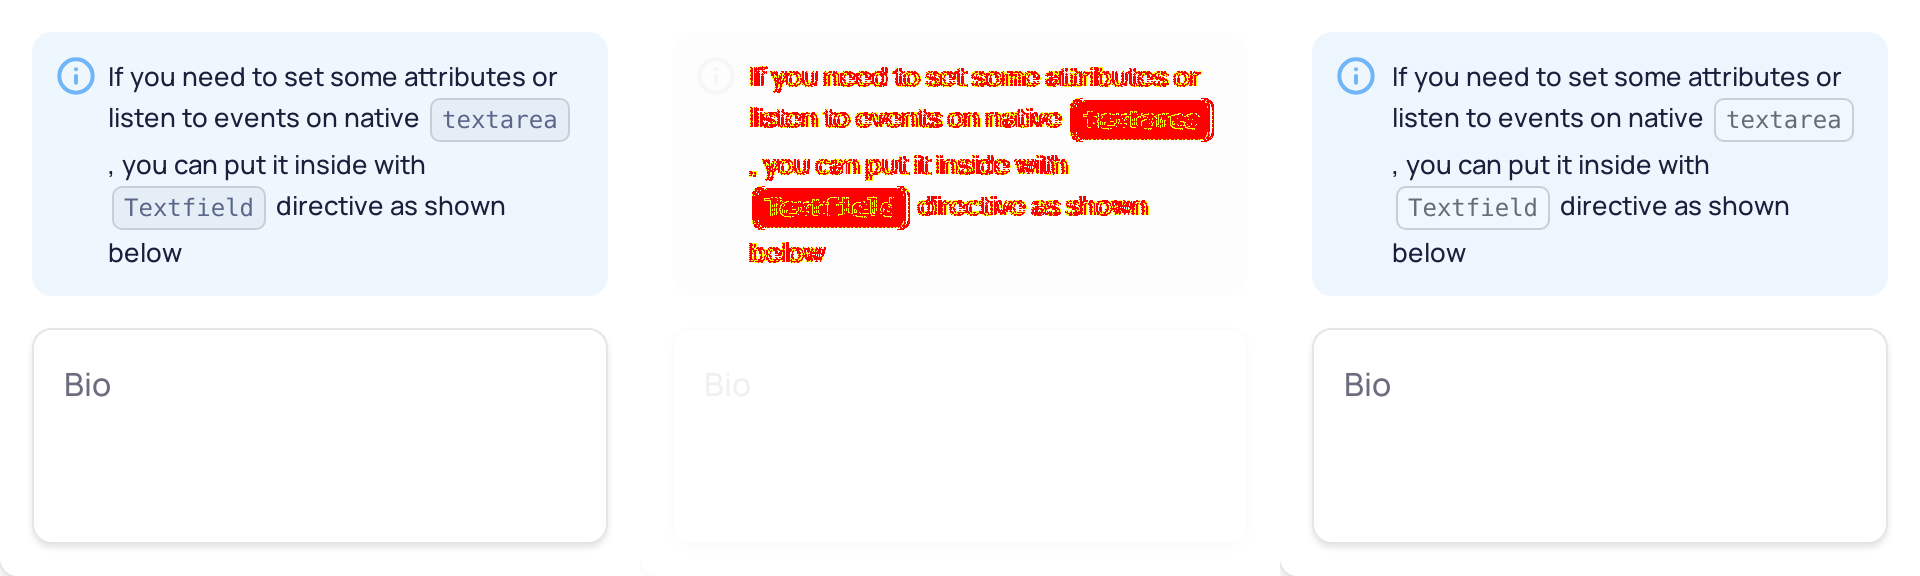 If you need to set some attributes or
listen to events on native textarea
, you can put it inside with
Textfield directive as shown
below
Bio
If you need to set some attributes or
listen to events on native textarea
, you can put it inside with
Textfield directive as shown
below
Bio
If you need to set some attributes or
listen to events on native textarea
, you can put it inside with
Textfield directive as shown
below
Bio